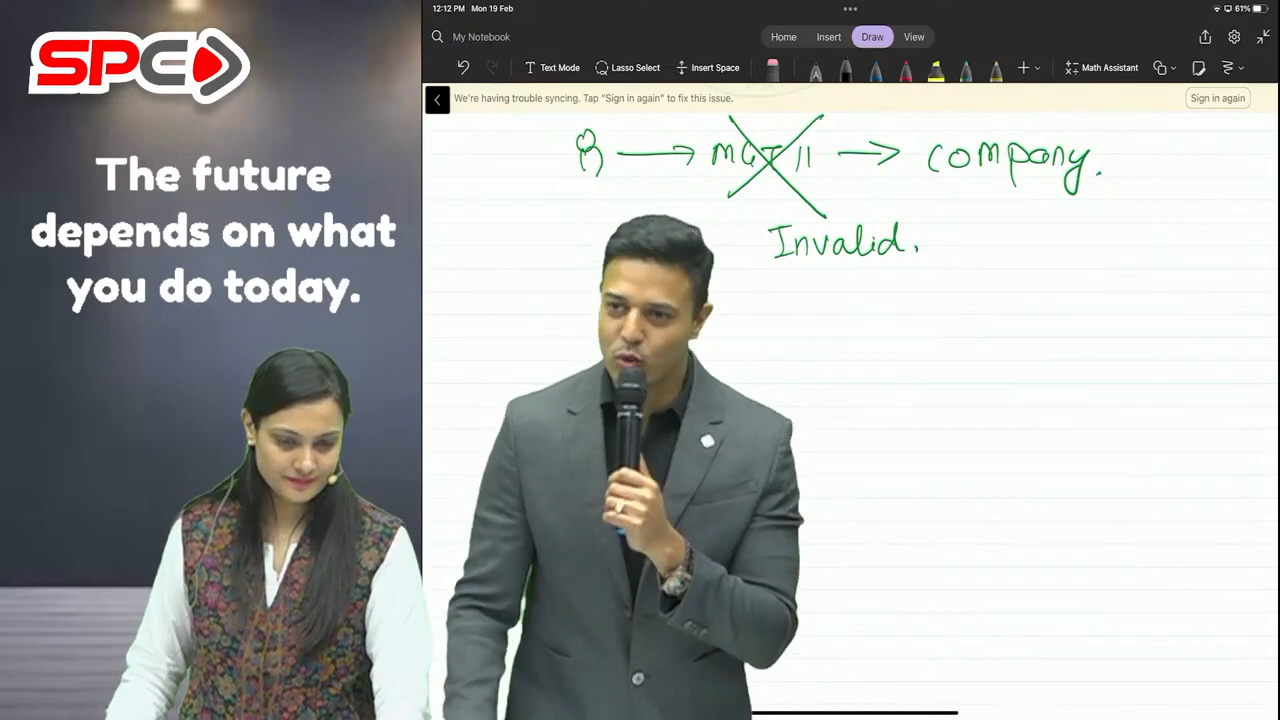 SPC
The future
depends on what
you do today.
12:12 PM Mon 19 Feb
61%
My Notebook
Home Insert Draw View
Text Mode Lasso Select Insert Space Math Assistant
We're having trouble syncing. Tap "Sign in again" to fix this issue. Sign in again
R → MGT 11 → company.
Invalid.